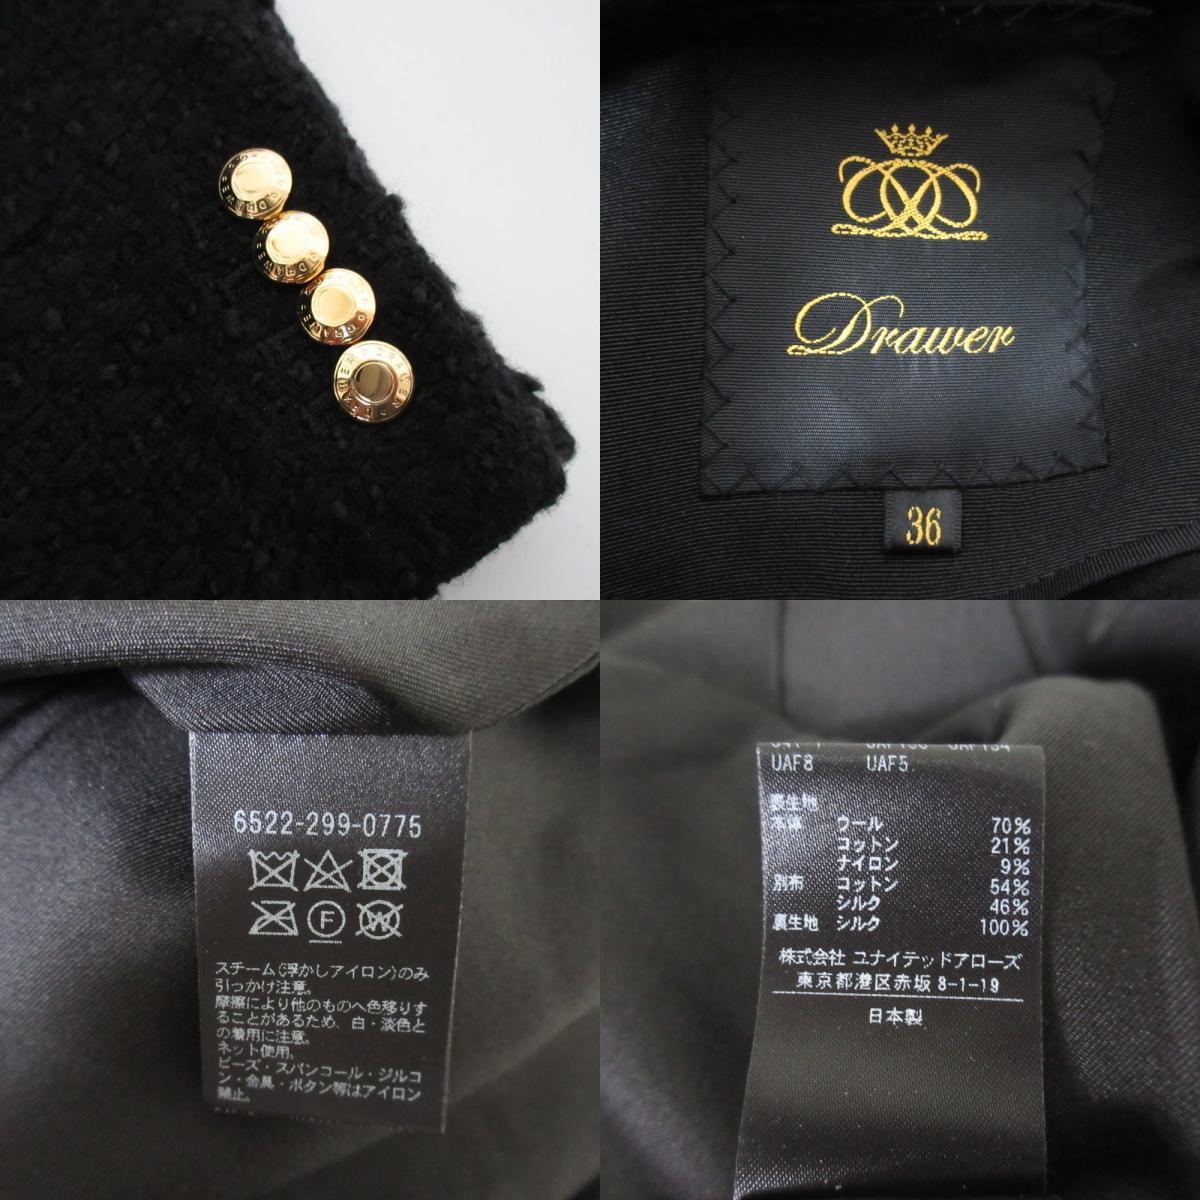 DRAWER
DRAWER
DRAWER
DRAWER
Drawer
36
6522-299-0775
F
W
スチーム(浮かしアイロン)のみ
引っかけ注意。
摩擦により他のものへ色移りす
ることがあるため、白・淡色と
の着用に注意。
ネット使用。
ビーズ・スパンコール・ジルコ
ン・金具・ボタン等はアイロン
禁止。
UAF8 UAF5
表生地
本体 ウール 70%
コットン 21%
ナイロン 9%
別布 コットン 54%
シルク 46%
裏生地 シルク 100%
株式会社 ユナイテッドアローズ
東京都港区赤坂 8-1-19
日本製